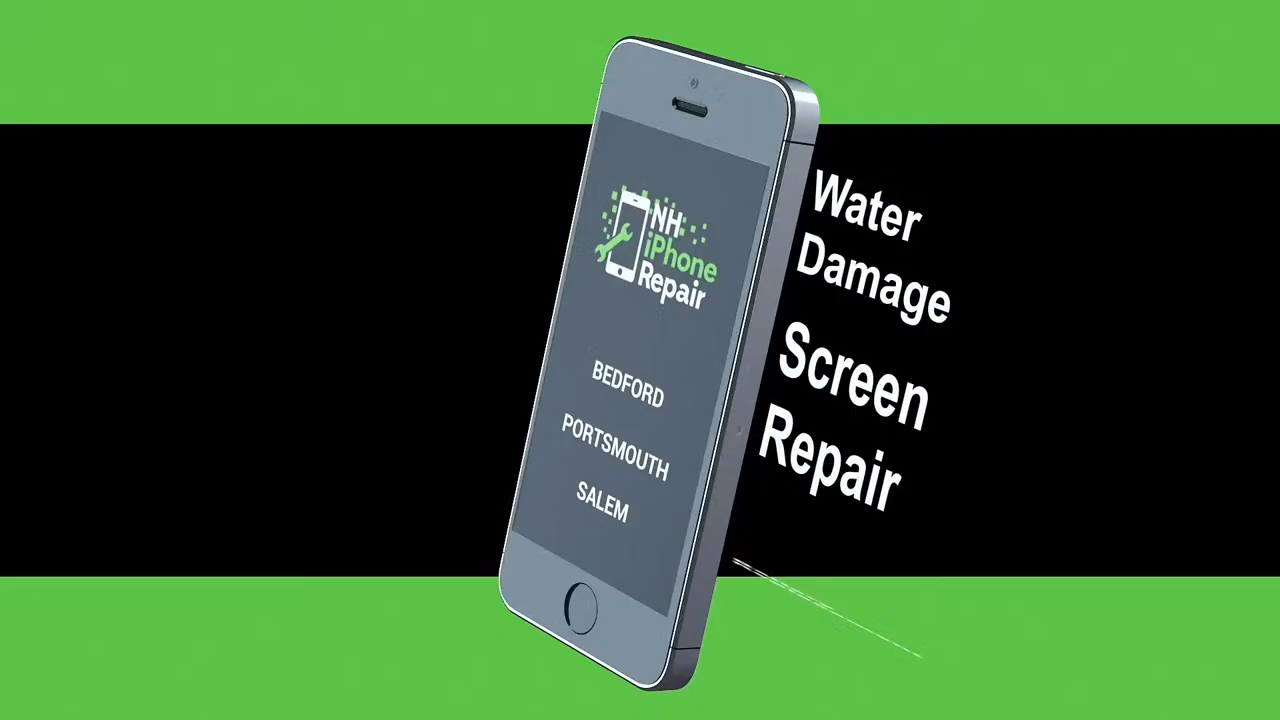 NH
iPhone
Repair
BEDFORD
PORTSMOUTH
SALEM
Water
Damage
Screen
Repair